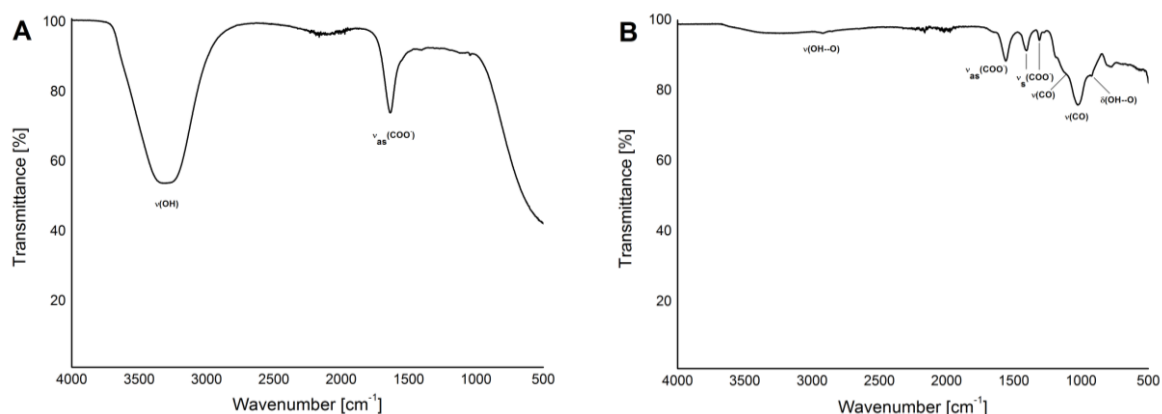 A
100
80
60
40
20
Transmittance [%]
ν(OH)
νas(COO⁻)
4000 3500 3000 2500 2000 1500 1000 500
Wavenumber [cm⁻¹]
B
100
80
60
40
20
Transmittance [%]
ν(OH--O)
νas(COO⁻)
νs(COO⁻)
ν(CO)
ν(CO)
δ(OH--O)
4000 3500 3000 2500 2000 1500 1000 500
Wavenumber [cm⁻¹]